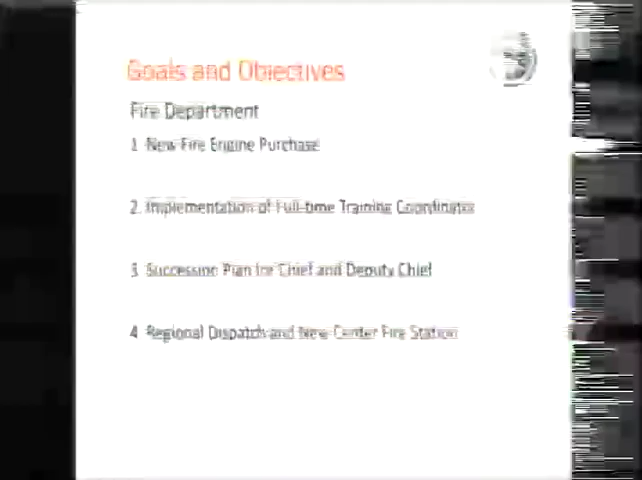 Goals and Objectives
Fire Department
1 New Fire Engine Purchase
2. Implementation of Full-time Training Coordinator
3 Succession Plan for Chief and Deputy Chief
4 Regional Dispatch and New Center Fire Station